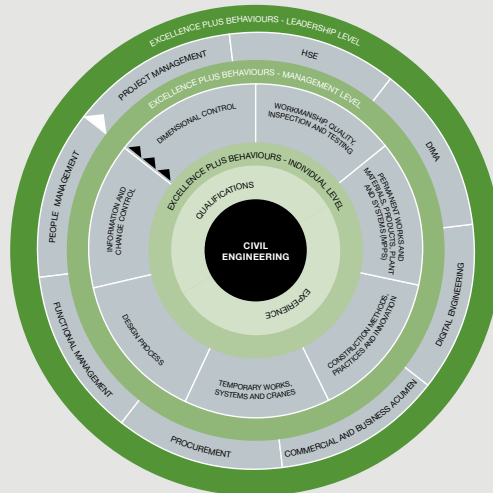 EXCELLENCE PLUS BEHAVIOURS - LEADERSHIP LEVEL
PROJECT MANAGEMENT
HSE
DfMA
DIGITAL ENGINEERING
COMMERCIAL AND BUSINESS ACUMEN
PROCUREMENT
FUNCTIONAL MANAGEMENT
PEOPLE MANAGEMENT
EXCELLENCE PLUS BEHAVIOURS - MANAGEMENT LEVEL
DIMENSIONAL CONTROL
WORKMANSHIP, QUALITY,
INSPECTION AND TESTING
PERMANENT WORKS AND
MATERIALS, PRODUCTS, PLANT
AND SYSTEMS (MPPS)
CONSTRUCTION METHODS,
PRACTICES AND INNOVATION
TEMPORARY WORKS,
SYSTEMS AND CRANES
DESIGN PROCESS
INFORMATION AND
CHANGE CONTROL
EXCELLENCE PLUS BEHAVIOURS - INDIVIDUAL LEVEL
QUALIFICATIONS
CIVIL
ENGINEERING
EXPERIENCE